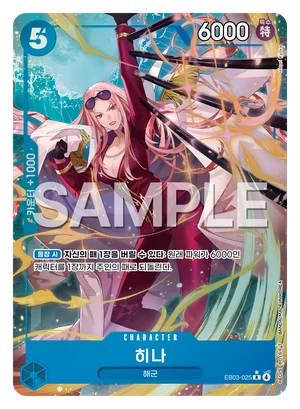 5
6000
특수
特
카운터 +1000
SAMPLE
등장 시 자신의 패 1장을 버릴 수 있다: 원래 파워가 6000인
캐릭터를 1장까지 주인의 패로 되돌린다.
CHARACTER
히나
해군
EB03-025